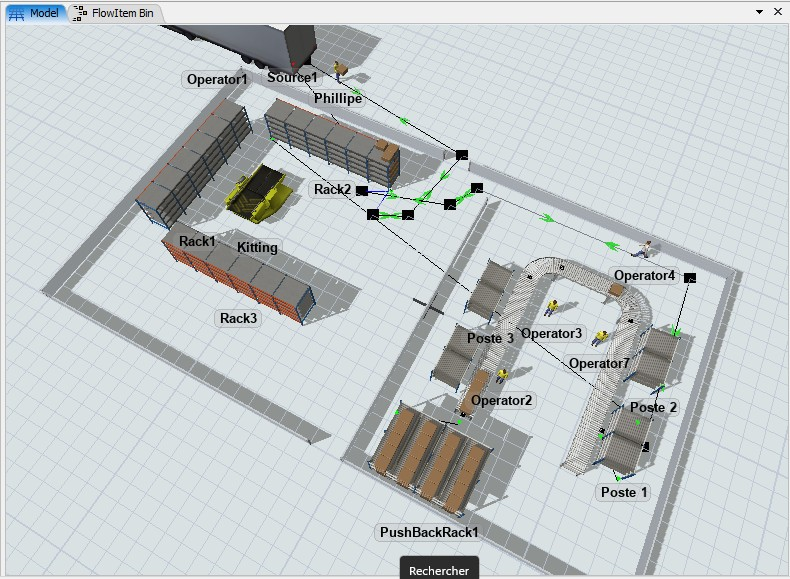 Model
FlowItem Bin
Operator1
Source1
Phillipe
Rack2
Rack1
Kitting
Rack3
Operator4
Poste 3
Operator3
Operator7
Operator2
Poste 2
Poste 1
PushBackRack1
Rechercher